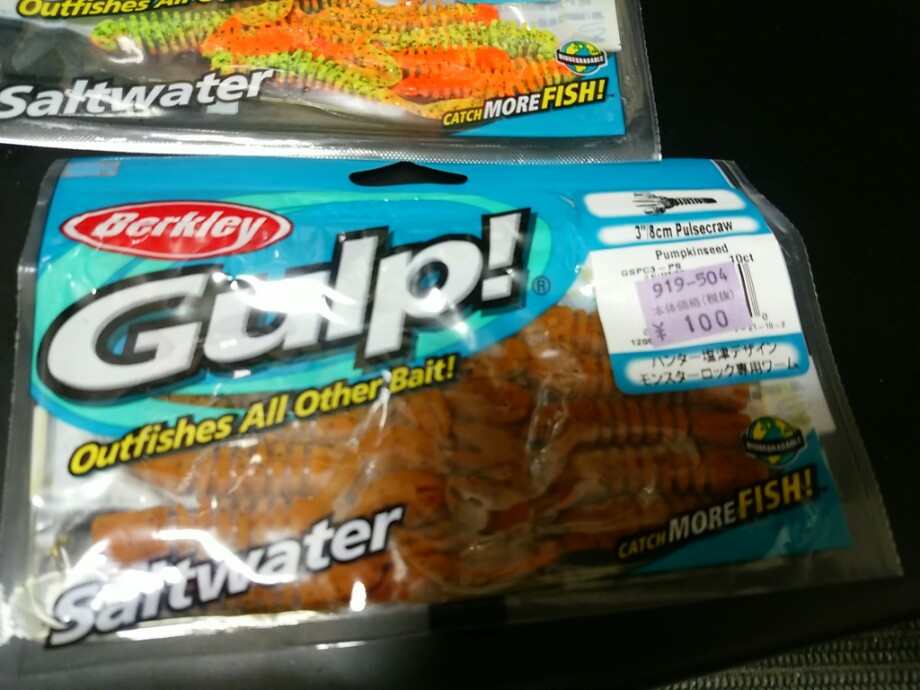 Outfishes All O
Saltwater
BIODEGRADABLE
CATCH MORE FISH!
Berkley
Gulp!
®
Outfishes All Other Bait!
Saltwater
3"/8cm Pulsecraw
Pumpkinseed
10ct
GSPC3-PS
919-504
本体価格(税抜)
¥ 100
ハンター塩津デザイン
モンスターロック専用ワーム
BIODEGRADABLE
CATCH MORE FISH!